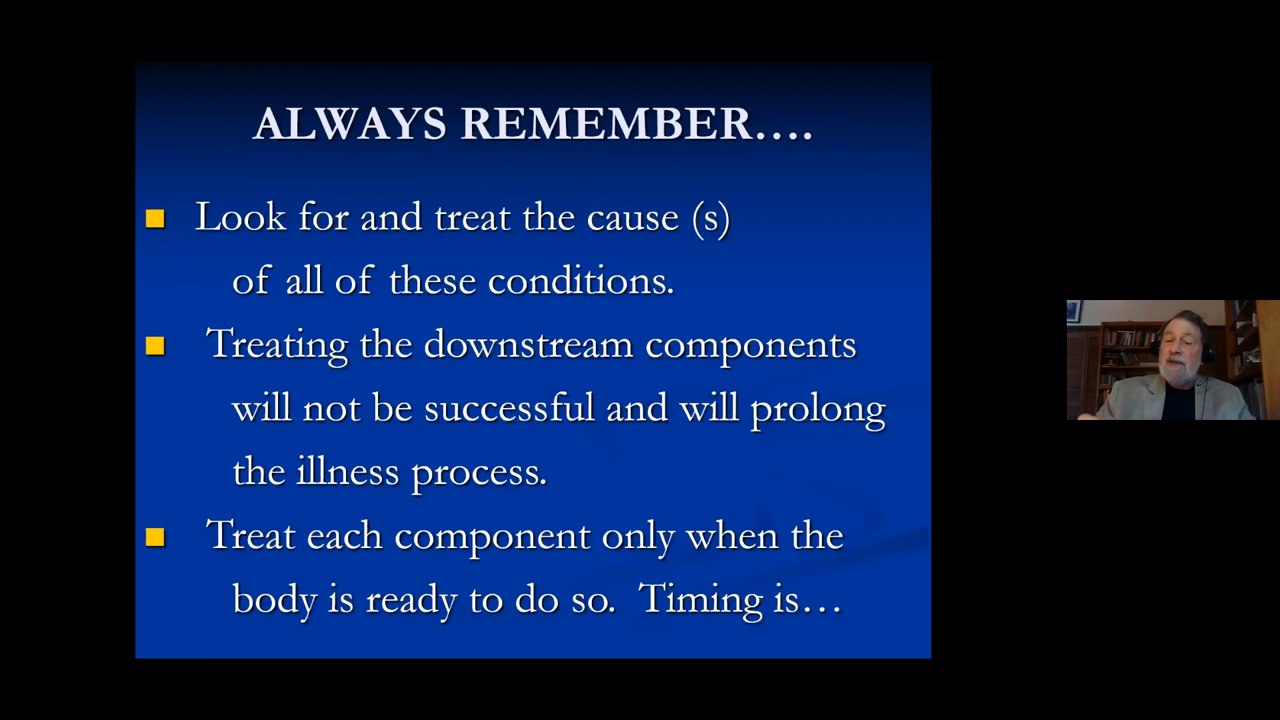 ALWAYS REMEMBER….
Look for and treat the cause (s)
of all of these conditions.
Treating the downstream components
will not be successful and will prolong
the illness process.
Treat each component only when the
body is ready to do so. Timing is…